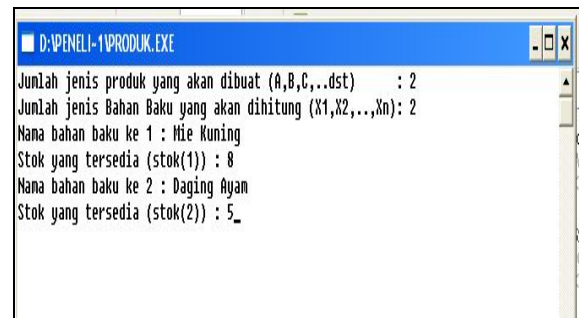 D:\PENELI~1\PRODUK.EXE
Jumlah jenis produk yang akan dibuat (A,B,C,..dst) : 2
Jumlah jenis Bahan Baku yang akan dihitung (X1,X2,..,Xn): 2
Nama bahan baku ke 1 : Mie Kuning
Stok yang tersedia (stok(1)) : 8
Nama bahan baku ke 2 : Daging Ayam
Stok yang tersedia (stok(2)) : 5_